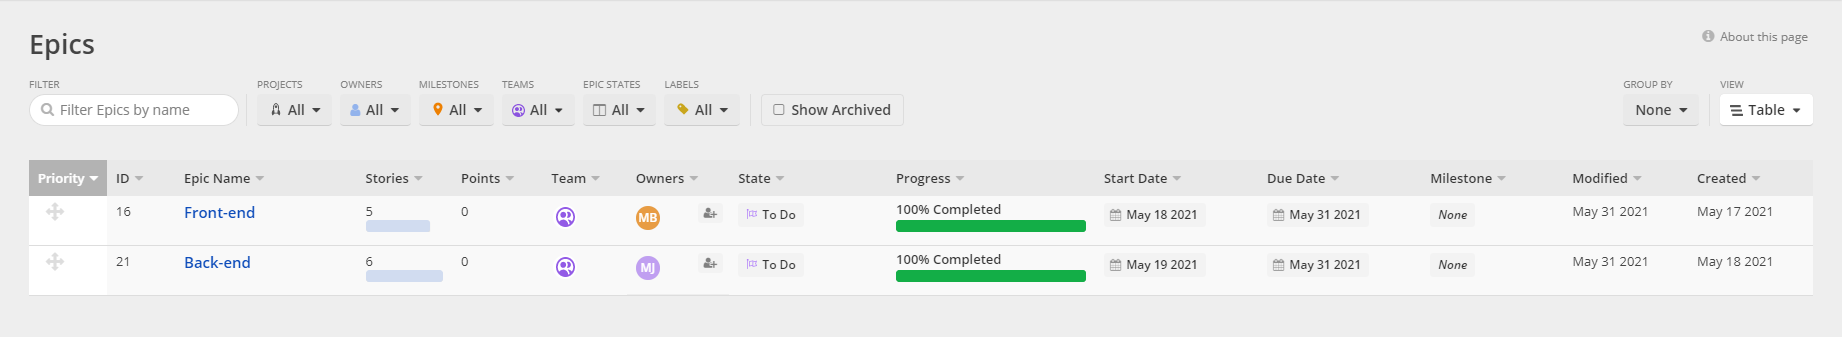 Epics
About this page
FILTER PROJECTS OWNERS MILESTONES TEAMS EPIC STATES LABELS GROUP BY VIEW
Filter Epics by name All All All All All All Show Archived None Table
Priority ID Epic Name Stories Points Team Owners State Progress Start Date Due Date Milestone Modified Created
16 Front-end 5 0 MB To Do 100% Completed May 18 2021 May 31 2021 None May 31 2021 May 17 2021
21 Back-end 6 0 MJ To Do 100% Completed May 19 2021 May 31 2021 None May 31 2021 May 18 2021